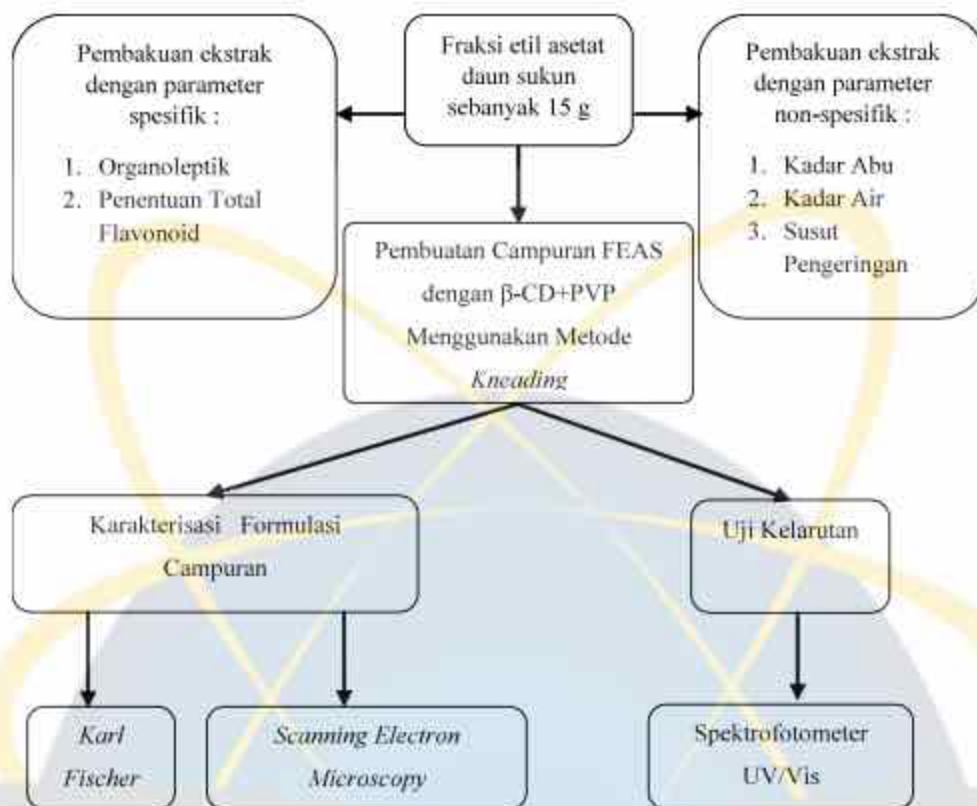 Pembakuan ekstrak
dengan parameter
spesifik :
1. Organoleptik
2. Penentuan Total
Flavonoid
Fraksi etil asetat
daun sukun
sebanyak 15 g
Pembakuan ekstrak
dengan parameter
non-spesifik :
1. Kadar Abu
2. Kadar Air
3. Susut
Pengeringan
Pembuatan Campuran FEAS
dengan β-CD+PVP
Menggunakan Metode
Kneading
Karakterisasi Formulasi
Campuran
Uji Kelarutan
Karl
Fischer
Scanning Electron
Microscopy
Spektrofotometer
UV/Vis